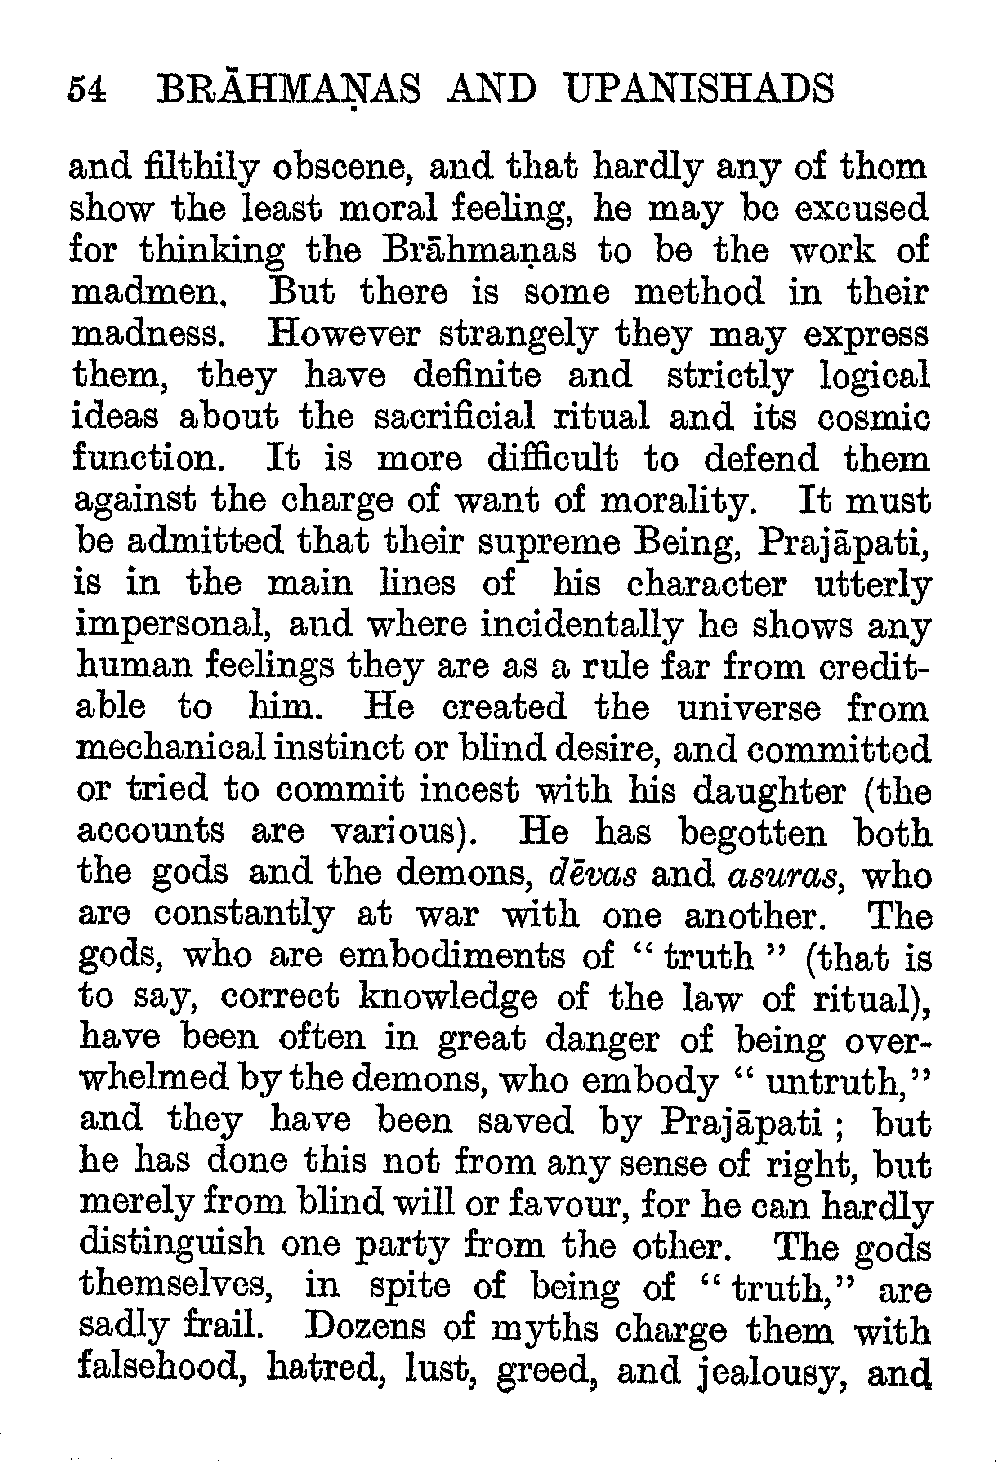 54 BRĀHMAṆAS AND UPANISHADS
and filthily obscene, and that hardly any of them
show the least moral feeling, he may be excused
for thinking the Brāhmaṇas to be the work of
madmen. But there is some method in their
madness. However strangely they may express
them, they have definite and strictly logical
ideas about the sacrificial ritual and its cosmic
function. It is more difficult to defend them
against the charge of want of morality. It must
be admitted that their supreme Being, Prajāpati,
is in the main lines of his character utterly
impersonal, and where incidentally he shows any
human feelings they are as a rule far from credit-
able to him. He created the universe from
mechanical instinct or blind desire, and committed
or tried to commit incest with his daughter (the
accounts are various). He has begotten both
the gods and the demons, dēvas and asuras, who
are constantly at war with one another. The
gods, who are embodiments of “ truth ” (that is
to say, correct knowledge of the law of ritual),
have been often in great danger of being over-
whelmed by the demons, who embody “ untruth,”
and they have been saved by Prajāpati ; but
he has done this not from any sense of right, but
merely from blind will or favour, for he can hardly
distinguish one party from the other. The gods
themselves, in spite of being of “ truth,” are
sadly frail. Dozens of myths charge them with
falsehood, hatred, lust, greed, and jealousy, and